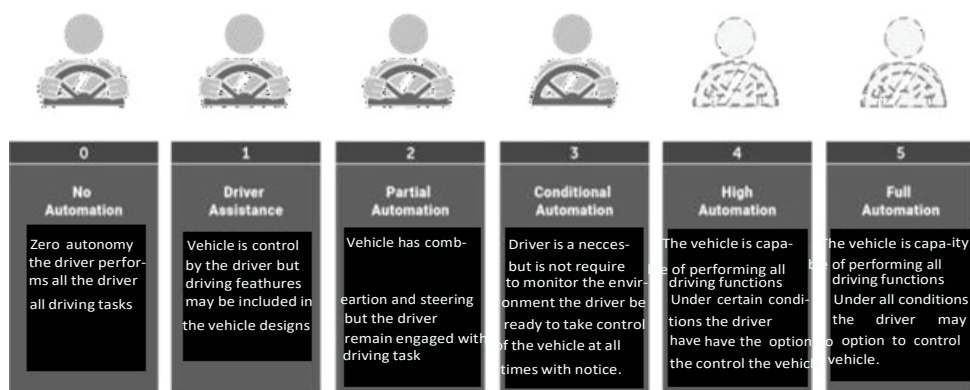 0
No
Automation
Zero autonomy
the driver perfor-
ms all the driver
all driving tasks
1
Driver
Assistance
Vehicle is control
by the driver but
driving feathures
may be included in
the vehicle designs
2
Partial
Automation
Vehicle has comb-
eartion and steering
but the driver
remain engaged with
driving task
3
Conditional
Automation
Driver is a necces-
but is not require
to monitor the envir-
onment the driver be
ready to take control
of the vehicle at all
times with notice.
4
High
Automation
The vehicle is capa-
le of performing all
driving functions
Under certain condi-
tions the driver
have have the option
the control the vehicl
5
Full
Automation
The vehicle is capa-ity
be of performing all
driving functions
Under all conditions
the driver may
o option to control
vehicle.